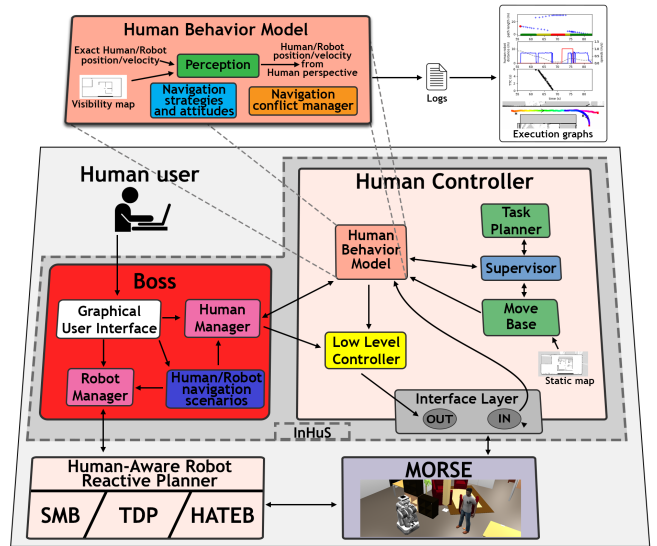 Human Behavior Model
Exact Human/Robot
position/velocity
Perception
Human/Robot
position/velocity
from
Human perspective
Visibility map
Navigation
strategies
and attitudes
Navigation
conflict manager
Logs
Execution graphs
Human user
Human Controller
Human
Behavior
Model
Task
Planner
Supervisor
Move
Base
Static map
Low Level
Controller
Interface Layer
OUT
IN
Boss
Graphical
User Interface
Human
Manager
Robot
Manager
Human/Robot
navigation
scenarios
InHuS
Human-Aware Robot
Reactive Planner
SMB
TDP
HATEB
MORSE